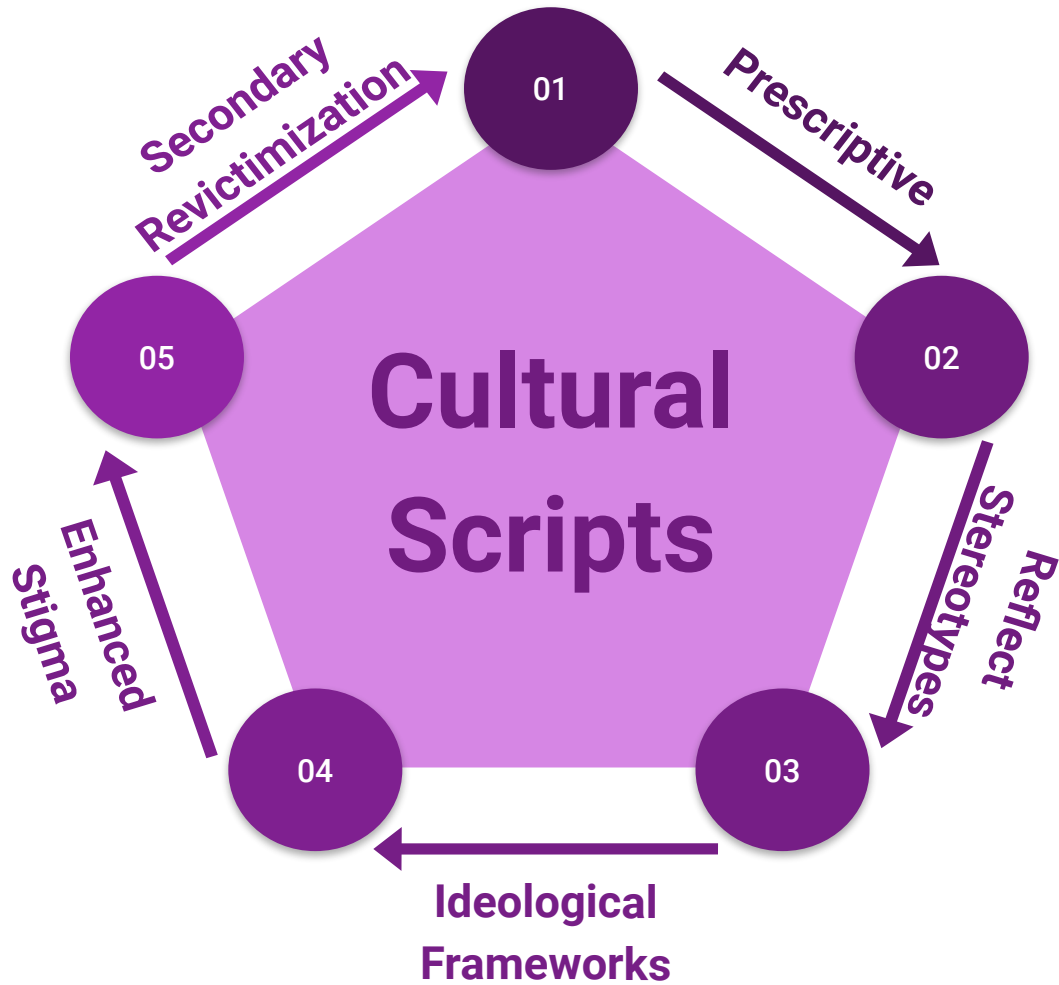 01
Prescriptive
02
Reflect
Stereotypes
03
Ideological
Frameworks
04
Enhanced
Stigma
05
Secondary
Revictimization
Cultural
Scripts